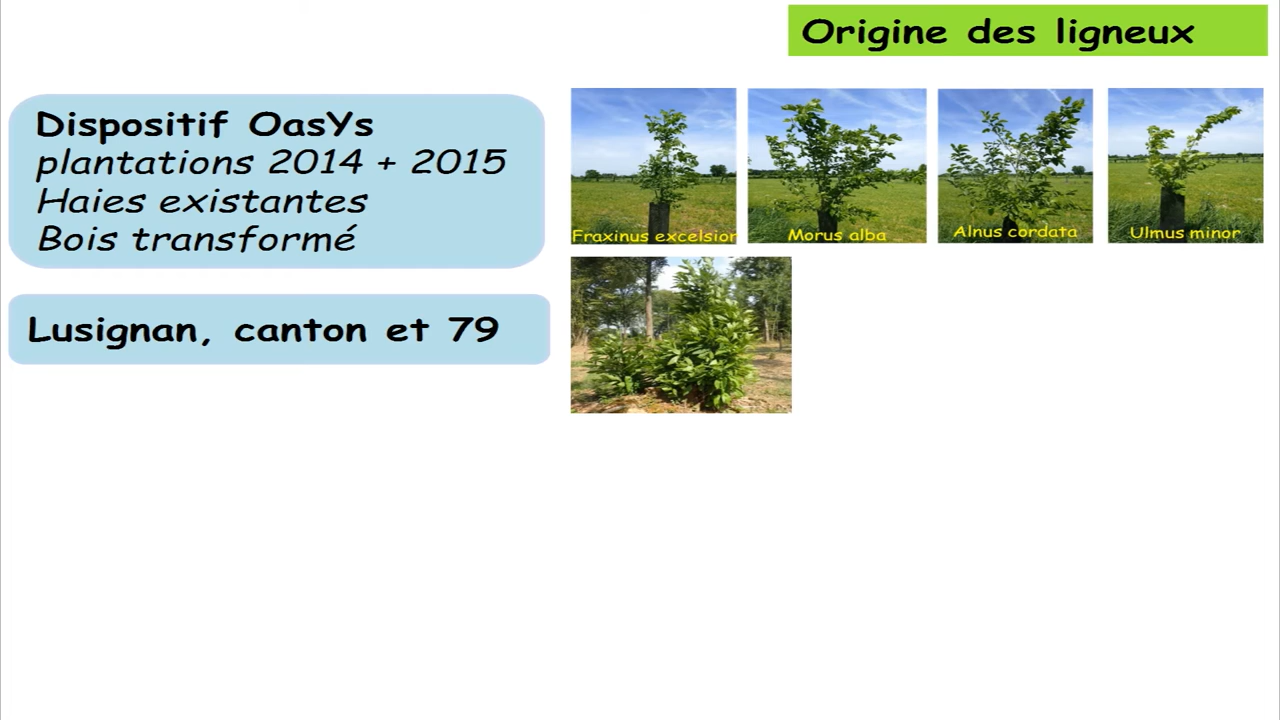 Origine des ligneux
Dispositif OasYs
plantations 2014 + 2015
Haies existantes
Bois transformé
Lusignan, canton et 79
Fraxinus excelsior
Morus alba
Alnus cordata
Ulmus minor